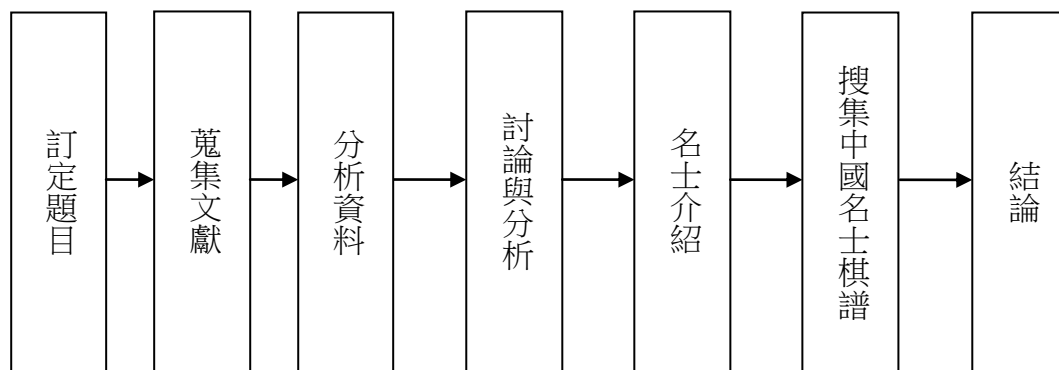 訂定題目
蒐集文獻
分析資料
討論與分析
名士介紹
搜集中國名士棋譜
結論